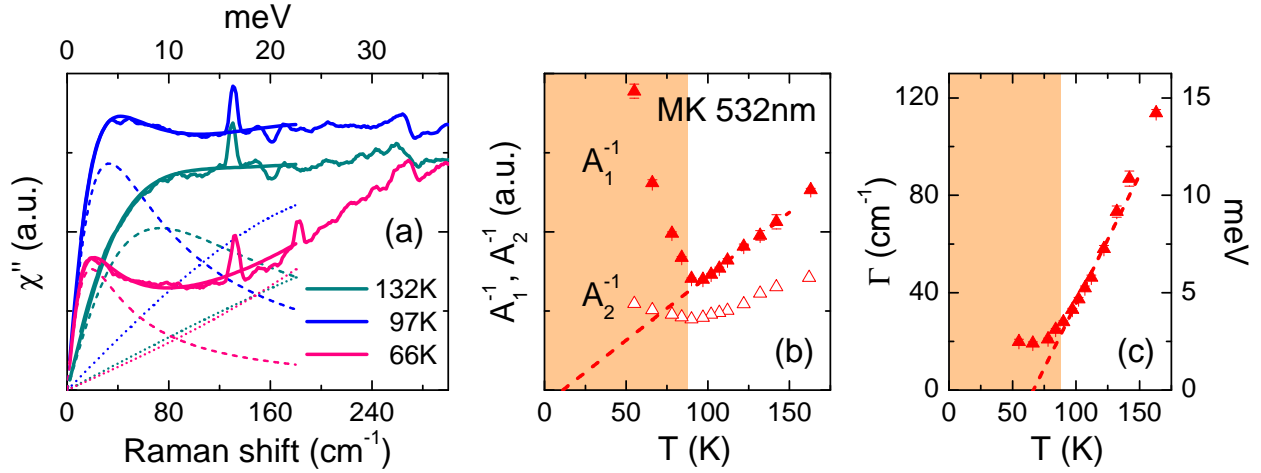 meV
0 10 20 30
χ'' (a.u.)
(a)
132K
97K
66K
0 80 160 240
Raman shift (cm⁻¹)
A₁⁻¹, A₂⁻¹ (a.u.)
MK 532nm
A₁⁻¹
A₂⁻¹
(b)
0 50 100 150
T (K)
Γ (cm⁻¹)
120
80
40
0
(c)
0 50 100 150
T (K)
15
10
5
0
meV